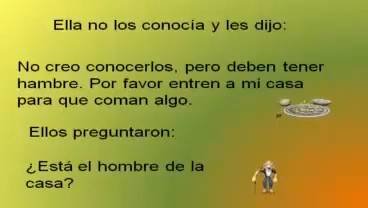 Ella no los conocía y les dijo:
No creo conocerlos, pero deben tener
hambre. Por favor entren a mi casa
para que coman algo.
Ellos preguntaron:
¿Está el hombre de la
casa?